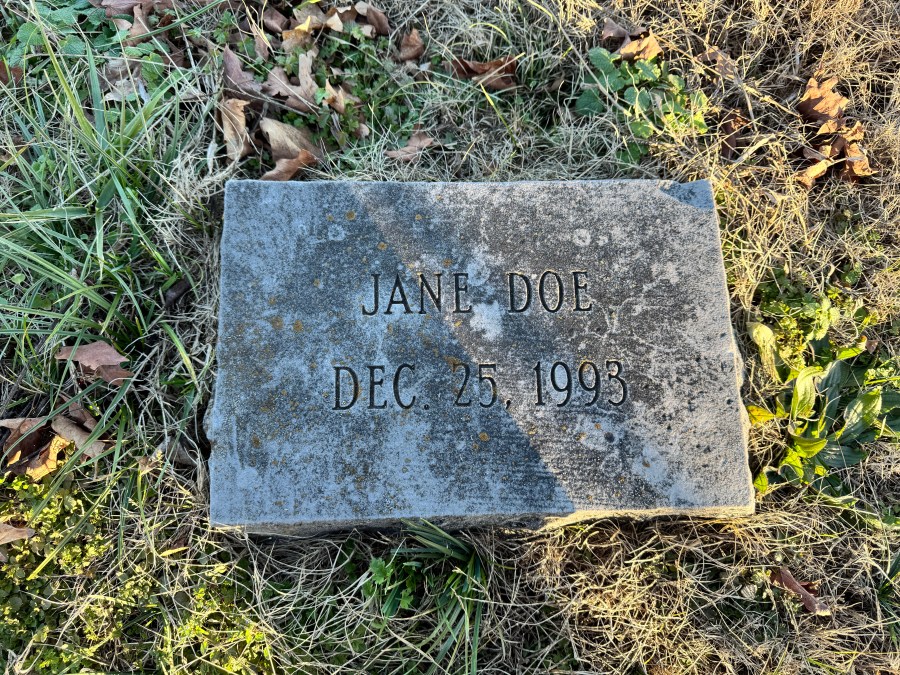 JANE DOE
DEC. 25, 1993